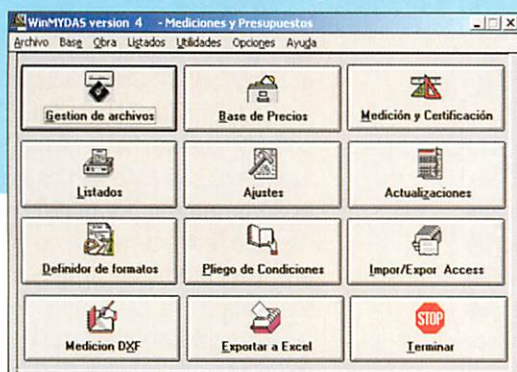 WinMYDAS version 4 - Mediciones y Presupuestos
Archivo Base Obra Listados Utilidades Opciones Ayuda
Gestion de archivos
Base de Precios
Medición y Certificación
Listados
Ajustes
Actualizaciones
Definidor de formatos
Pliego de Condiciones
Impor/Expor Access
Medicion DXF
Exportar a Excel
STOP
Terminar